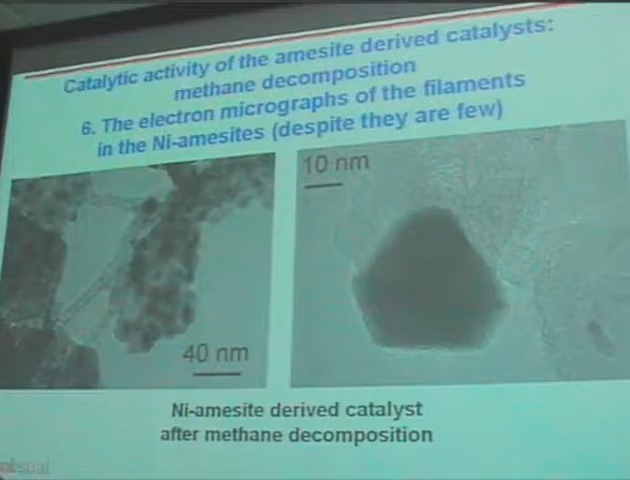 Catalytic activity of the amesite derived catalysts:
methane decomposition
6. The electron micrographs of the filaments
in the Ni-amesites (despite they are few)
10 nm
40 nm
Ni-amesite derived catalyst
after methane decomposition